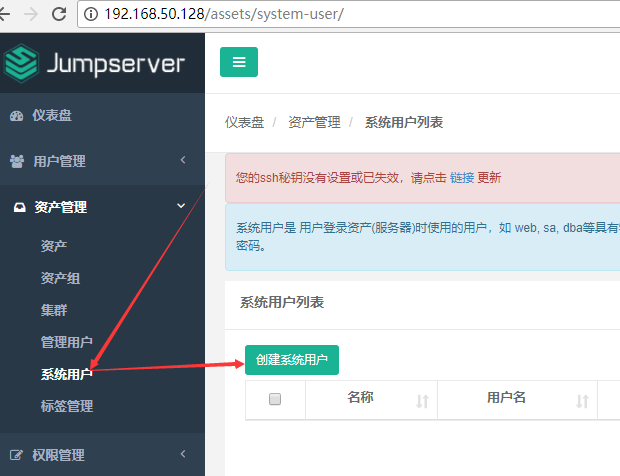 192.168.50.128/assets/system-user/
Jumpserver
仪表盘
用户管理
资产管理
资产
资产组
集群
管理用户
系统用户
标签管理
权限管理
仪表盘 / 资产管理 / 系统用户列表
您的ssh秘钥没有设置或已失效，请点击 链接 更新
系统用户是 用户登录资产(服务器)时使用的用户，如 web, sa, dba等具有
密码。
系统用户列表
创建系统用户
名称 用户名